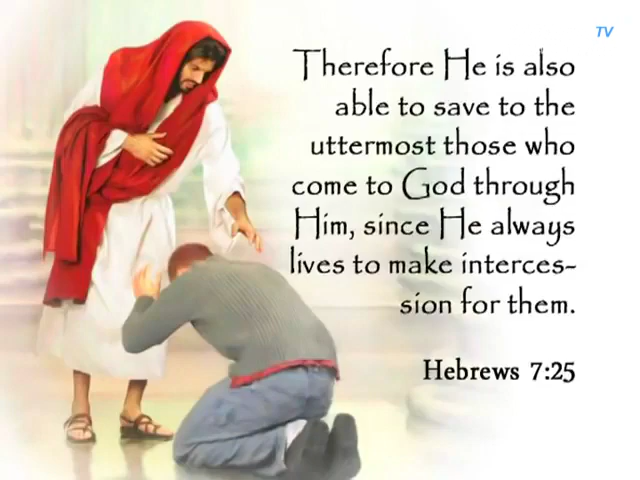 TV
Therefore He is also
able to save to the
uttermost those who
come to God through
Him, since He always
lives to make interces-
sion for them.
Hebrews 7:25